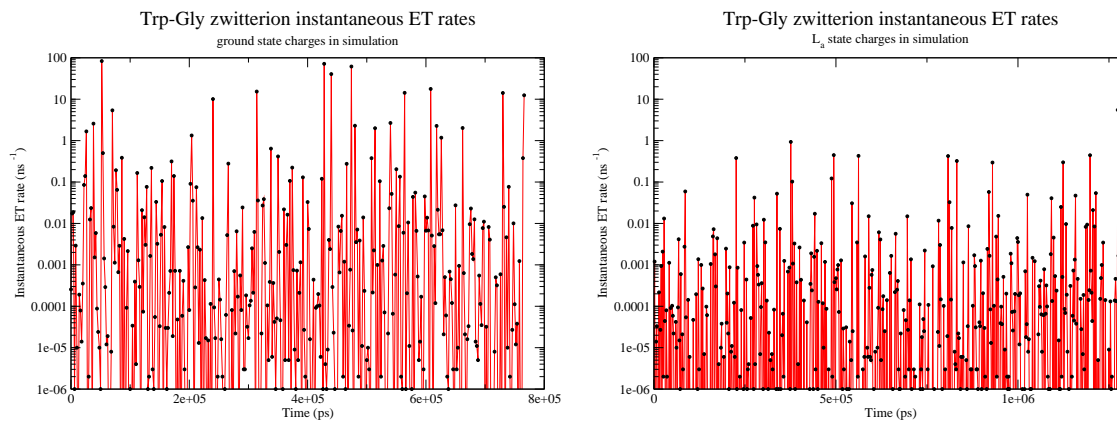 Trp-Gly zwitterion instantaneous ET rates
ground state charges in simulation
Instantaneous ET rate (ns⁻¹)
100
10
1
0.1
0.01
0.001
0.0001
1e-05
1e-06
0 2e+05 4e+05 6e+05 8e+05
Time (ps)
Trp-Gly zwitterion instantaneous ET rates
Lₐ state charges in simulation
Instantaneous ET rate (ns⁻¹)
100
10
1
0.1
0.01
0.001
0.0001
1e-05
1e-06
0 5e+05 1e+06
Time (ps)